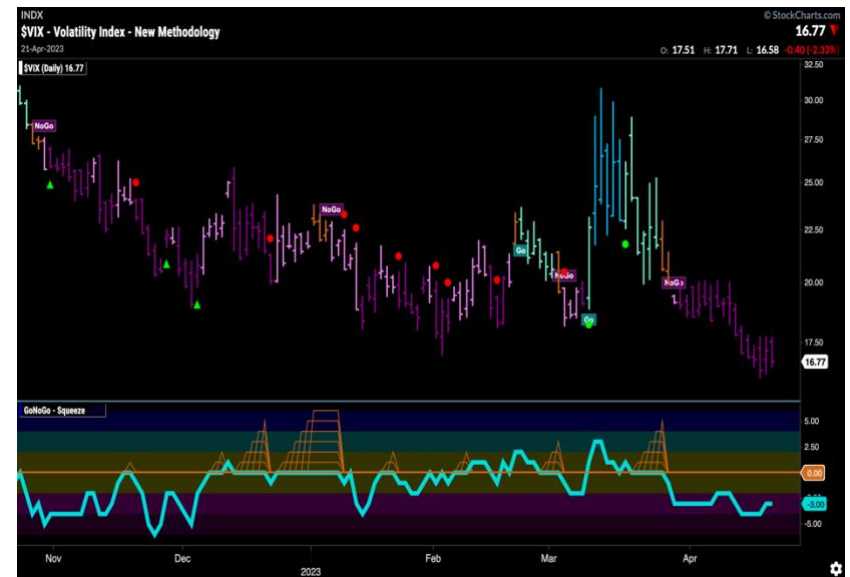 INDX
© StockCharts.com
$VIX - Volatility Index - New Methodology
16.77
21-Apr-2023
O: 17.51 H: 17.71 L: 16.58 -0.40 (-2.33%)
$VIX (Daily) 16.77
32.50
30.00
NoGo
27.50
25.00
NoGo
22.50
Go
NoGo
20.00
NoGo
Go
17.50
16.77
GoNoGo - Squeeze
5.00
2.50
0.00
-3.00
-5.00
Nov Dec 2023 Feb Mar Apr